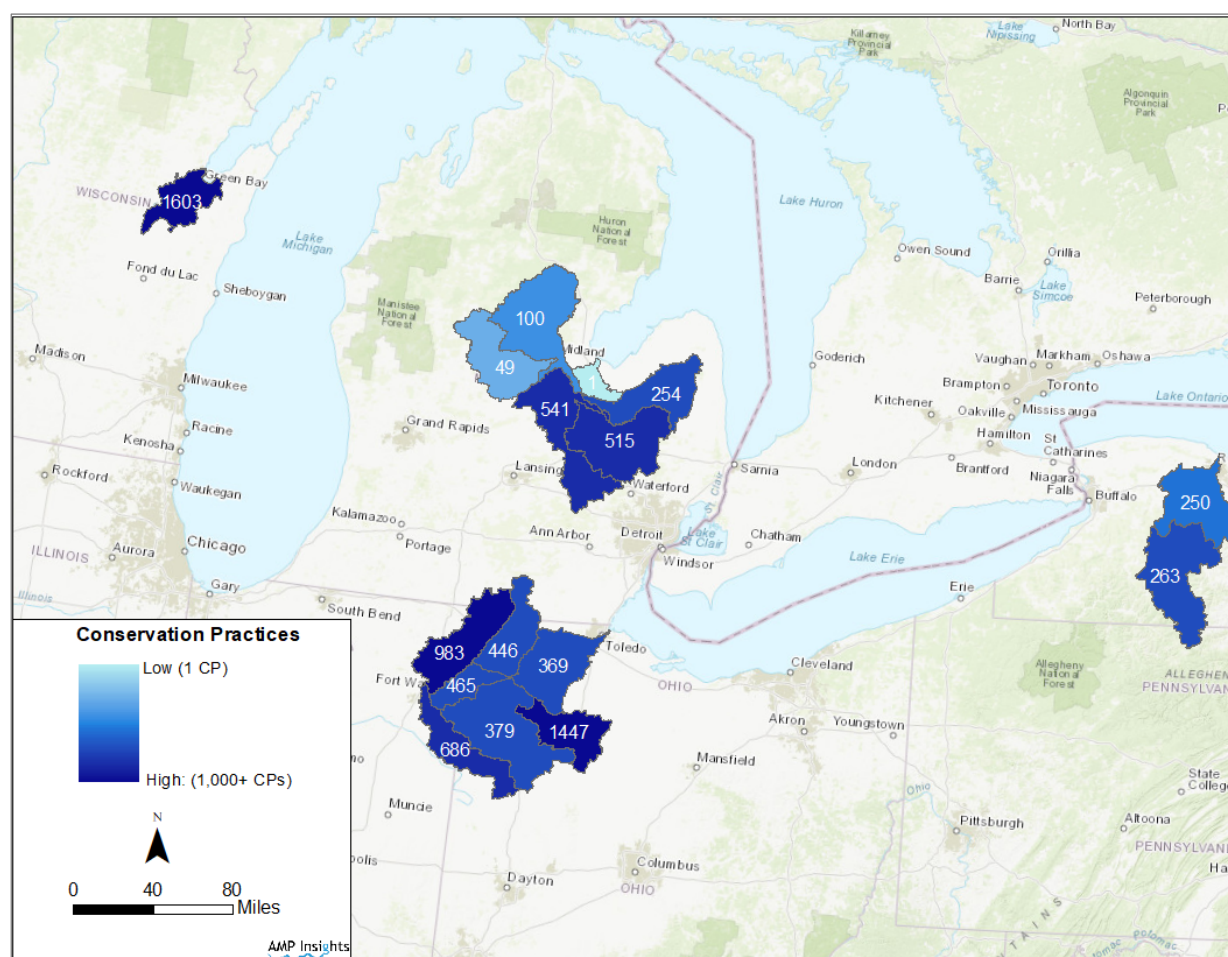 North Bay
Lake
Nipissing
Killarney
Provincial
Park
Algonquin
Provincial
Park
Green Bay
WISCONSIN
1603
Lake
Michigan
Huron
National
Forest
Lake Huron
Owen Sound
Orillia
Barrie
Lake
Simcoe
Peterborough
Fond du Lac
Sheboygan
Manistee
National
Forest
100
Midland
49
1
254
541
515
Goderich
Vaughan
Markham
Oshawa
Brampton
Toronto
Kitchener
Oakville
Mississauga
Lake Ontario
Hamilton
St
Catharines
Brantford
Niagara
Falls
Buffalo
Madison
Milwaukee
Racine
Kenosha
Rockford
Waukegan
Grand Rapids
Lansing
Waterford
Sarnia
London
St Clair
Kalamazoo
Portage
Ann Arbor
Detroit
Lake
St Clair
Windsor
Chatham
Lake Erie
Erie
250
263
ILLINOIS
Aurora
Chicago
Gary
Illinois
South Bend
983
446
369
465
379
1447
686
Toledo
OHIO
Cleveland
Akron
Youngstown
Allegheny
National
Forest
PENNSYLVAN
Mansfield
Ohio
Muncie
Dayton
Columbus
OHIO
Pittsburgh
State
College
Altoona
PENNSYLVAN
Potomac
Conservation Practices
Low (1 CP)
High: (1,000+ CPs)
N
0 40 80
Miles
AMP Insights